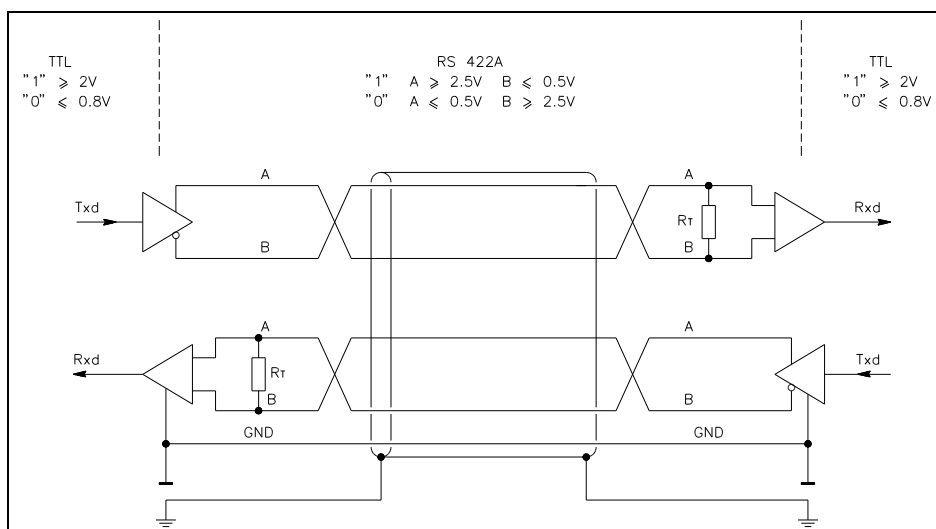 TTL
"1" ⩾ 2V
"0" ⩽ 0.8V
RS 422A
"1" A ⩾ 2.5V B ⩽ 0.5V
"0" A ⩽ 0.5V B ⩾ 2.5V
TTL
"1" ⩾ 2V
"0" ⩽ 0.8V
A
A
Txd
RT
Rxd
B
B
A
A
Rxd
RT
Txd
B
B
GND
GND